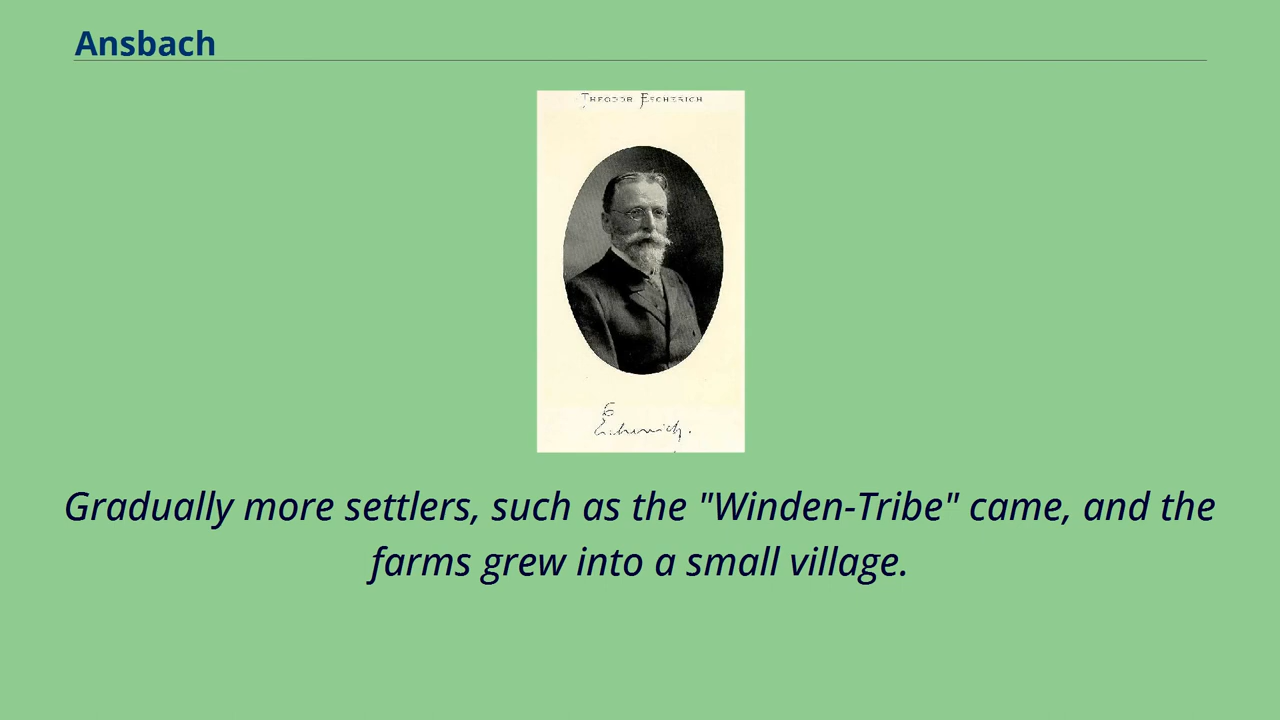 Ansbach
THEODOR ESCHERICH
Escherich.
Gradually more settlers, such as the "Winden-Tribe" came, and the
farms grew into a small village.